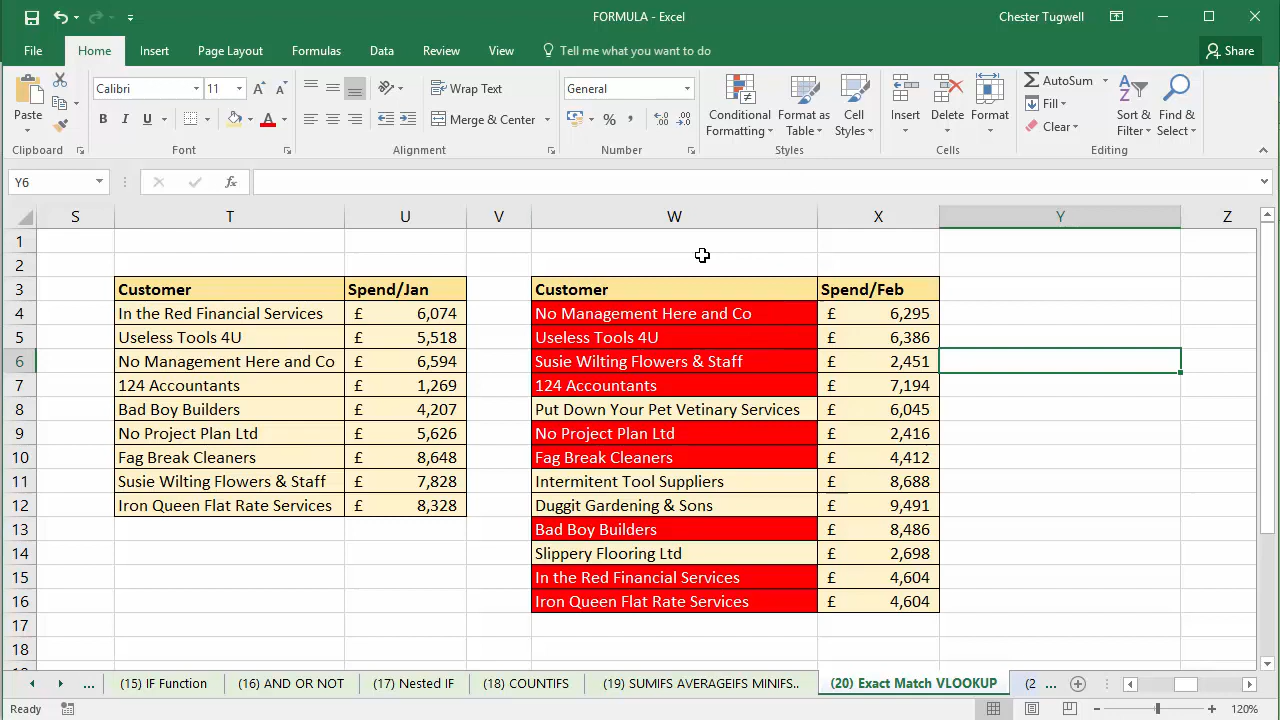 FORMULA - Excel
Chester Tugwell
File Home Insert Page Layout Formulas Data Review View Tell me what you want to do Share
Calibri 11 Wrap Text General AutoSum
Fill
Paste B I U Merge & Center % , Conditional Formatting Format as Table Cell Styles Insert Delete Format Clear Sort & Filter Find & Select
Clipboard Font Alignment Number Styles Cells Editing
Y6 fx
S T U V W X Y Z
1
2
3 Customer Spend/Jan Customer Spend/Feb
4 In the Red Financial Services £ 6,074 No Management Here and Co £ 6,295
5 Useless Tools 4U £ 5,518 Useless Tools 4U £ 6,386
6 No Management Here and Co £ 6,594 Susie Wilting Flowers & Staff £ 2,451
7 124 Accountants £ 1,269 124 Accountants £ 7,194
8 Bad Boy Builders £ 4,207 Put Down Your Pet Vetinary Services £ 6,045
9 No Project Plan Ltd £ 5,626 No Project Plan Ltd £ 2,416
10 Fag Break Cleaners £ 8,648 Fag Break Cleaners £ 4,412
11 Susie Wilting Flowers & Staff £ 7,828 Intermitent Tool Suppliers £ 8,688
12 Iron Queen Flat Rate Services £ 8,328 Duggit Gardening & Sons £ 9,491
13 Bad Boy Builders £ 8,486
14 Slippery Flooring Ltd £ 2,698
15 In the Red Financial Services £ 4,604
16 Iron Queen Flat Rate Services £ 4,604
17
18
... (15) IF Function (16) AND OR NOT (17) Nested IF (18) COUNTIFS (19) SUMIFS AVERAGEIFS MINIFS.. (20) Exact Match VLOOKUP (2 ...
Ready 120%